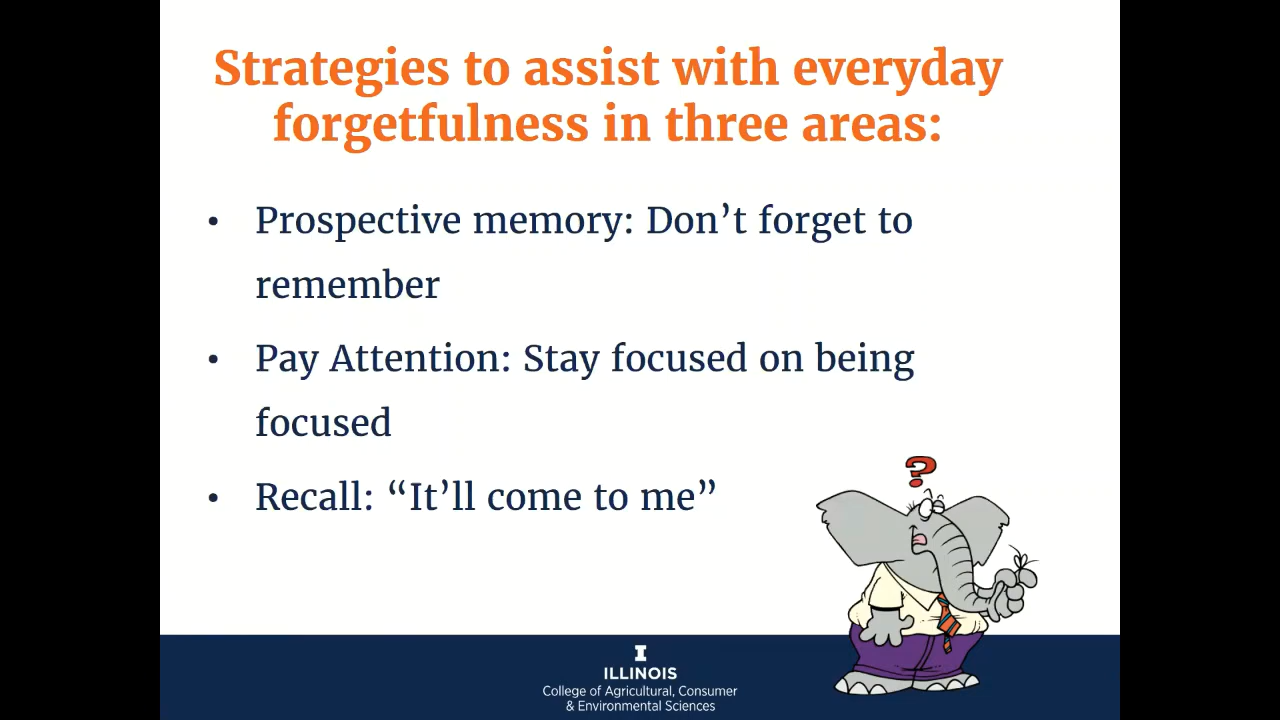 Strategies to assist with everyday
forgetfulness in three areas:
• Prospective memory: Don’t forget to
remember
• Pay Attention: Stay focused on being
focused
• Recall: “It’ll come to me”
?
I
ILLINOIS
College of Agricultural, Consumer
& Environmental Sciences